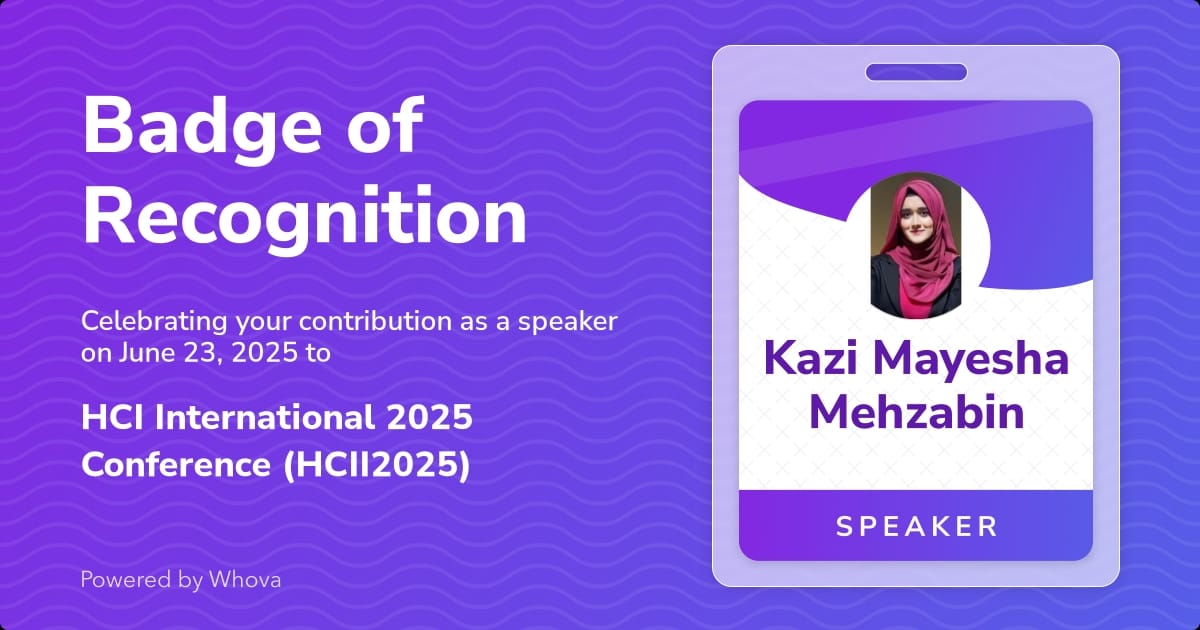 Badge of
Recognition
Celebrating your contribution as a speaker
on June 23, 2025 to
HCI International 2025
Conference (HCII2025)
Powered by Whova
Kazi Mayesha
Mehzabin
SPEAKER